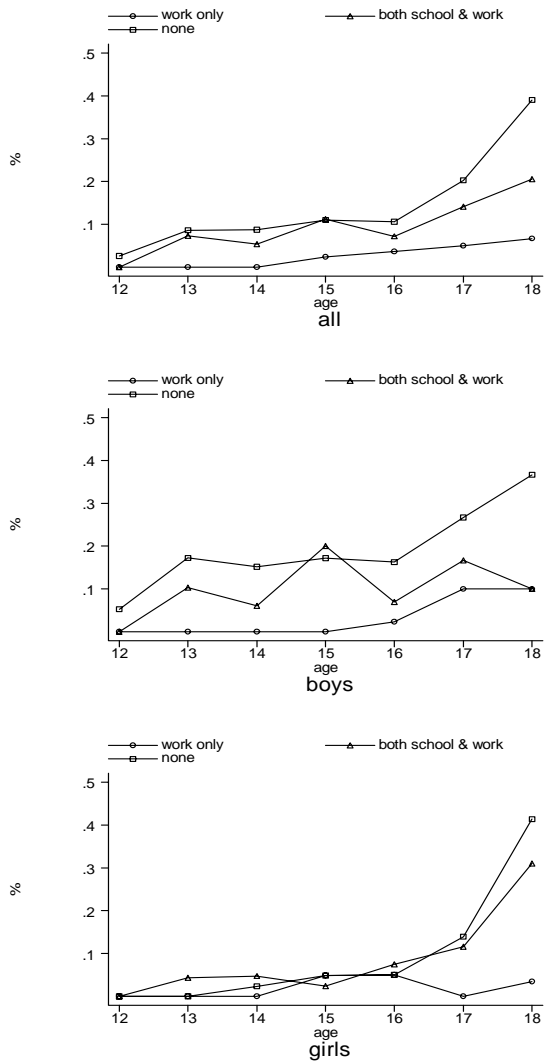 work only both school & work
none
.5
.4
.3
%
.2
.1
12 13 14 15 16 17 18
age
all
work only both school & work
none
.5
.4
.3
%
.2
.1
12 13 14 15 16 17 18
age
boys
work only both school & work
none
.5
.4
.3
%
.2
.1
12 13 14 15 16 17 18
age
girls